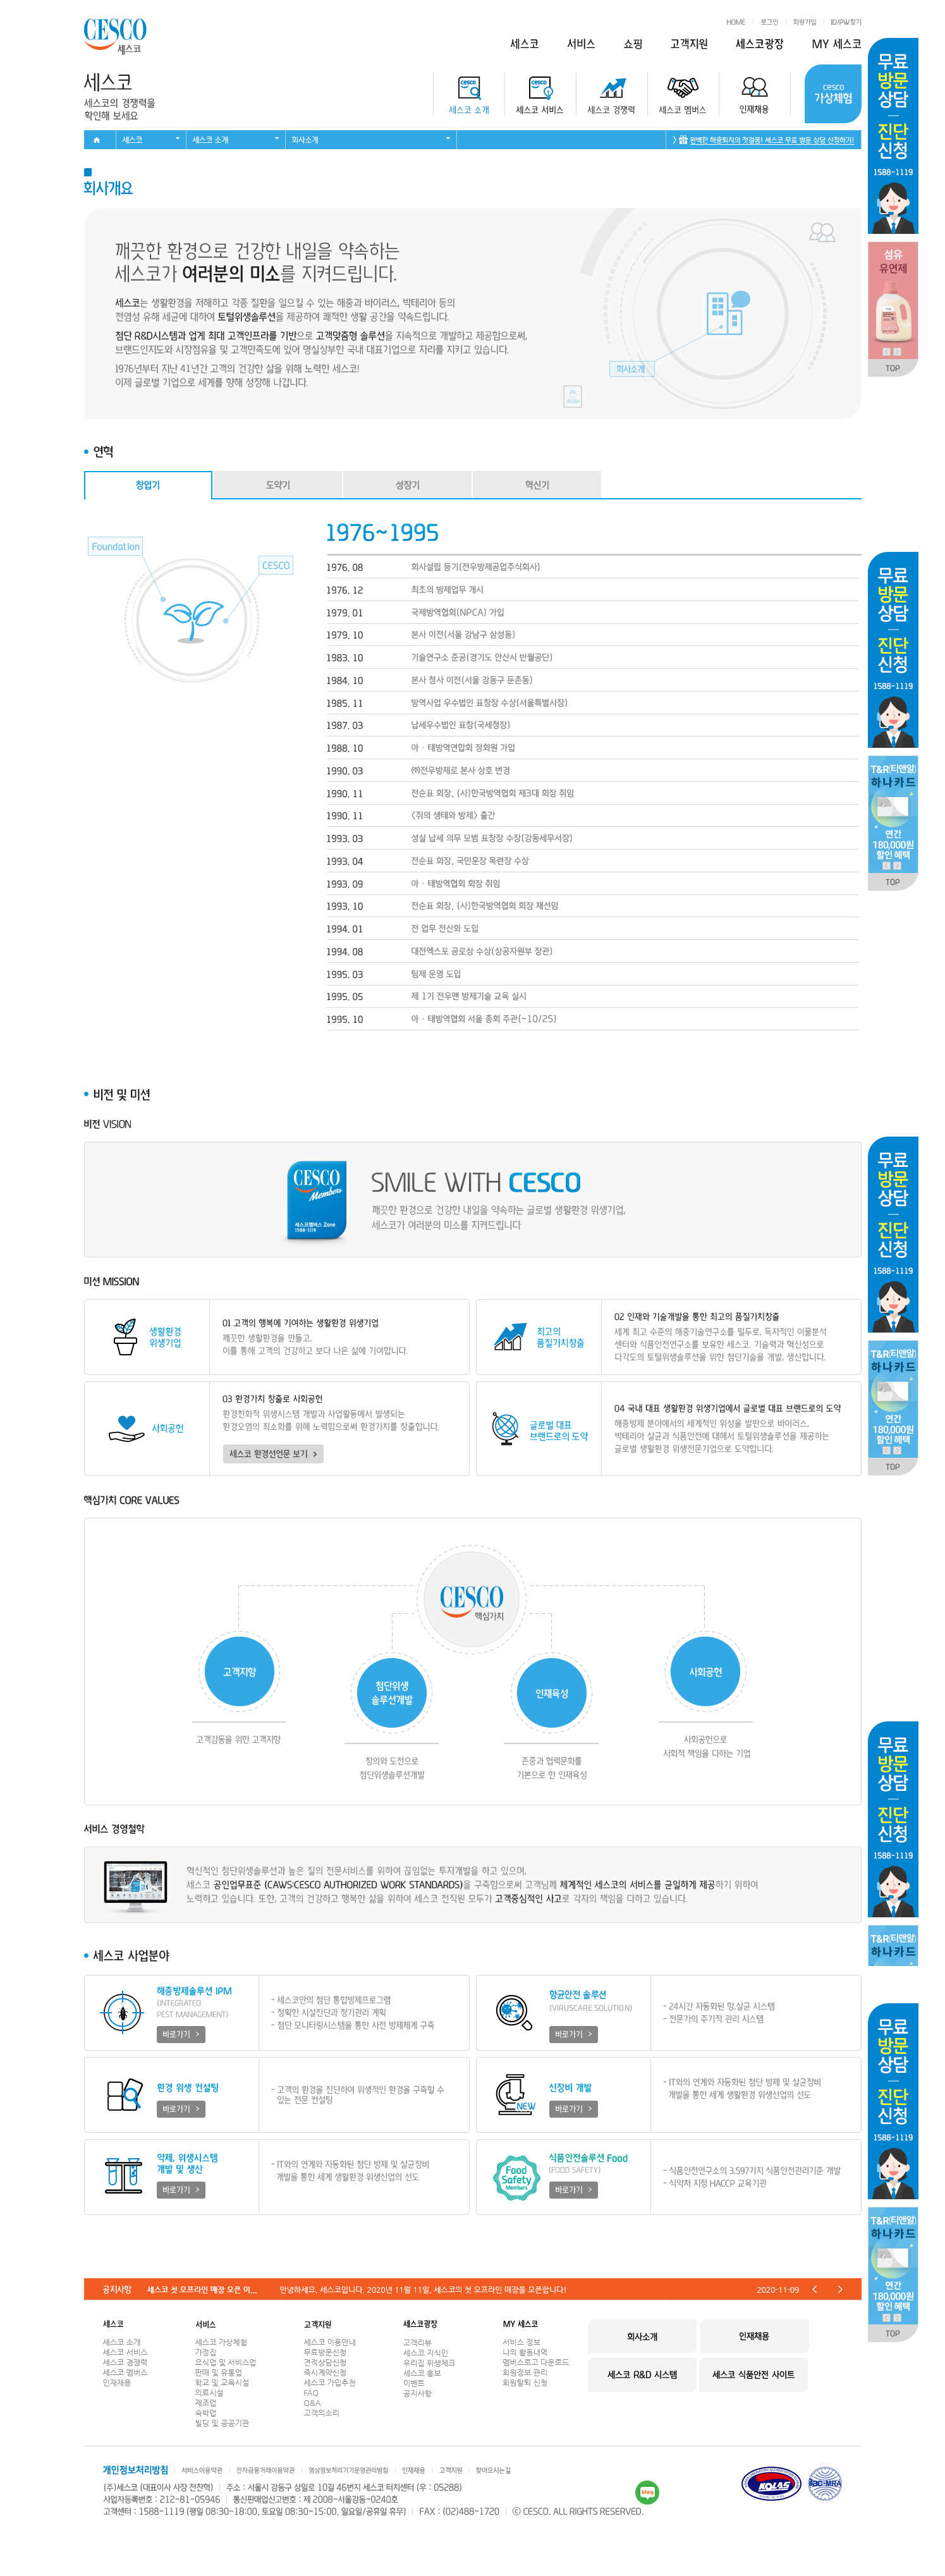 CESCO
세스코
HOME 로그인 회원가입 ID/PW찾기
세스코 서비스 쇼핑 고객지원 세스코광장 MY 세스코
세스코
세스코의 경쟁력을
확인해 보세요
세스코 소개 세스코 서비스 세스코 경쟁력 세스코 멤버스 인재채용
cesco
가상체험
세스코 세스코 소개 회사소개
완벽한 해충퇴치의 첫걸음! 세스코 무료 방문 상담 신청하기!
무료
방문
상담
진단
신청
1588-1119
섬유
유연제
TOP
회사개요
깨끗한 환경으로 건강한 내일을 약속하는
세스코가 여러분의 미소를 지켜드립니다.
세스코는 생활환경을 저해하고 각종 질환을 일으킬 수 있는 해충과 바이러스, 박테리아 등의
전염성 유해 세균에 대하여 토털위생솔루션을 제공하여 쾌적한 생활 공간을 약속드립니다.
첨단 R&D시스템과 업계 최대 고객인프라를 기반으로 고객맞춤형 솔루션을 지속적으로 개발하고 제공함으로써,
브랜드인지도와 시장점유율 및 고객만족도에 있어 명실상부한 국내 대표기업으로 자리를 지키고 있습니다.
1976년부터 지난 41년간 고객의 건강한 삶을 위해 노력한 세스코!
이제 글로벌 기업으로 세계를 향해 성장해 나갑니다.
회사소개
연혁
창업기 도약기 성장기 혁신기
Foundation
CESCO
1976~1995
1976. 08 회사설립 등기(전우방제공업주식회사)
1976. 12 최초의 방제업무 개시
1979. 01 국제방역협회(NPCA) 가입
1979. 10 본사 이전(서울 강남구 삼성동)
1983. 10 기술연구소 준공(경기도 안산시 반월공단)
1984. 10 본사 청사 이전(서울 강동구 둔촌동)
1985. 11 방역사업 우수법인 표창장 수상(서울특별시장)
1987. 03 납세우수법인 표창(국세청장)
1988. 10 아 · 태방역연합회 정회원 가입
1990. 03 ㈜전우방제로 본사 상호 변경
1990. 11 전순표 회장, (사)한국방역협회 제3대 회장 취임
1990. 11 <쥐의 생태와 방제> 출간
1993. 03 성실 납세 의무 모범 표창장 수장(강동세무서장)
1993. 04 전순표 회장, 국민훈장 목련장 수상
1993. 09 아 · 태방역협회 회장 취임
1993. 10 전순표 회장, (사)한국방역협회 회장 재선임
1994. 01 전 업무 전산화 도입
1994. 08 대전엑스포 공로상 수상(상공자원부 장관)
1995. 03 팀제 운영 도입
1995. 05 제 1기 전우맨 방제기술 교육 실시
1995. 10 아 · 태방역협회 서울 총회 주관(~10/25)
무료
방문
상담
진단
신청
1588-1119
T&R(티앤알)
하나카드
연간
180,000원
할인 혜택
TOP
비전 및 미션
비전 VISION
CESCO
Members
세스코멤버스 Zone
1588-1119
SMILE WITH CESCO
깨끗한 환경으로 건강한 내일을 약속하는 글로벌 생활환경 위생기업,
세스코가 여러분의 미소를 지켜드립니다
무료
방문
상담
진단
신청
1588-1119
T&R(티앤알)
하나카드
연간
180,000원
할인 혜택
TOP
미션 MISSION
생활환경
위생기업
01 고객의 행복에 기여하는 생활환경 위생기업
깨끗한 생활환경을 만들고,
이를 통해 고객의 건강하고 보다 나은 삶에 기여합니다.
최고의
품질가치창출
02 인재와 기술개발을 통한 최고의 품질가치창출
세계 최고 수준의 해충기술연구소를 필두로, 독자적인 이물분석
센터와 식품안전연구소를 보유한 세스코. 기술력과 혁신성으로
다각도의 토털위생솔루션을 위한 첨단기술을 개발, 생산합니다.
사회공헌
03 환경가치 창출로 사회공헌
환경친화적 위생시스템 개발과 사업활동에서 발생되는
환경오염의 최소화를 위해 노력함으로써 환경가치를 창출합니다.
세스코 환경선언문 보기
글로벌 대표
브랜드로의 도약
04 국내 대표 생활환경 위생기업에서 글로벌 대표 브랜드로의 도약
해충방제 분야에서의 세계적인 위상을 발판으로 바이러스,
박테리아 살균과 식품안전에 대해서 토털위생솔루션을 제공하는
글로벌 생활환경 위생전문기업으로 도약합니다.
핵심가치 CORE VALUES
CESCO
핵심가치
고객지향
첨단위생
솔루션개발
인재육성
사회공헌
고객감동을 위한 고객지향
창의와 도전으로
첨단위생솔루션개발
존중과 협력문화를
기본으로 한 인재육성
사회공헌으로
사회적 책임을 다하는 기업
무료
방문
상담
진단
신청
1588-1119
T&R(티앤알)
하나카드
서비스 경영철학
혁신적인 첨단위생솔루션과 높은 질의 전문서비스를 위하여 끊임없는 투자개발을 하고 있으며,
세스코 공인업무표준 (CAWS:CESCO AUTHORIZED WORK STANDARDS)을 구축함으로써 고객님께 체계적인 세스코의 서비스를 균일하게 제공하기 위하여
노력하고 있습니다. 또한, 고객의 건강하고 행복한 삶을 위하여 세스코 전직원 모두가 고객중심적인 사고로 각자의 책임을 다하고 있습니다.
세스코 사업분야
해충방제솔루션 IPM
(INTEGRATED
PEST MANAGEMENT)
바로가기
- 세스코만의 첨단 통합방제프로그램
- 정확한 시설진단과 정기관리 계획
- 첨단 모니터링시스템을 통한 사전 방제체계 구축
항균안전 솔루션
(VIRUSCARE SOLUTION)
바로가기
- 24시간 자동화된 항.살균 시스템
- 전문가의 주기적 관리 시스템
환경 위생 컨설팅
바로가기
- 고객의 환경을 진단하여 위생적인 환경을 구축할 수
있는 전문 컨설팅
NEW
신장비 개발
바로가기
- IT와의 연계와 자동화된 첨단 방제 및 살균장비
개발을 통한 세계 생활환경 위생산업의 선도
약제, 위생시스템
개발 및 생산
바로가기
- IT와의 연계와 자동화된 첨단 방제 및 살균장비
개발을 통한 세계 생활환경 위생산업의 선도
Food
Safety
Members
식품안전솔루션 Food
(FOOD SAFETY)
바로가기
- 식품안전연구소의 3,597가지 식품안전관리기준 개발
- 식약처 지정 HACCP 교육기관
무료
방문
상담
진단
신청
1588-1119
T&R(티앤알)
하나카드
연간
180,000원
할인 혜택
TOP
공지사항 세스코 첫 오프라인 매장 오픈 이... 안녕하세요, 세스코입니다. 2020년 11월 11일, 세스코의 첫 오프라인 매장을 오픈합니다! 2020-11-09
세스코
세스코 소개
세스코 서비스
세스코 경쟁력
세스코 멤버스
인재채용
서비스
세스코 가상체험
가정집
요식업 및 서비스업
판매 및 유통업
학교 및 교육시설
의료시설
제조업
숙박업
빌딩 및 공공기관
고객지원
세스코 이용안내
무료방문신청
견적상담신청
즉시계약신청
세스코 가입추천
FAQ
Q&A
고객의소리
세스코광장
고객리뷰
세스코 지식인
우리집 위생체크
세스코 홍보
이벤트
공지사항
MY 세스코
서비스 정보
나의 활동내역
멤버스로고 다운로드
회원정보 관리
회원탈퇴 신청
회사소개 인재채용
세스코 R&D 시스템 세스코 식품안전 사이트
개인정보처리방침 서비스이용약관 전자금융거래이용약관 영상정보처리기기운영관리방침 인재채용 고객지원 찾아오시는길
(주)세스코 (대표이사 사장 전찬혁) 주소 : 서울시 강동구 상일로 10길 46번지 세스코 터치센터 (우 : 05288)
사업자등록번호 : 212-81-05946 통신판매업신고번호 : 제 2008-서울강동-0240호
고객센터 : 1588-1119 (평일 08:30~18:00, 토요일 08:30~15:00, 일요일/공휴일 휴무) FAX : (02)488-1720 ⓒ CESCO. ALL RIGHTS RESERVED.
blog
KOLAS
ilac-MRA